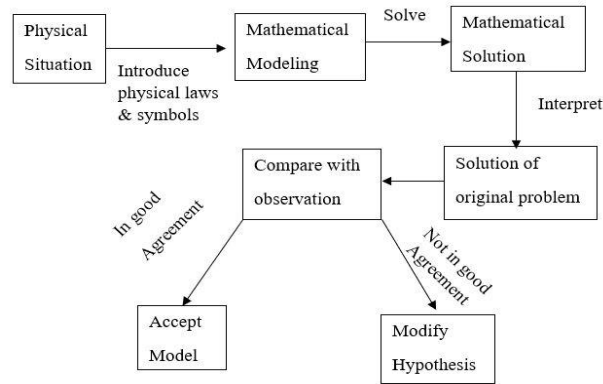 Physical
Situation
Introduce
physical laws
& symbols
Mathematical
Modeling
Solve
Mathematical
Solution
Interpret
Solution of
original problem
Compare with
observation
In good
Agreement
Not in good
Agreement
Accept
Model
Modify
Hypothesis